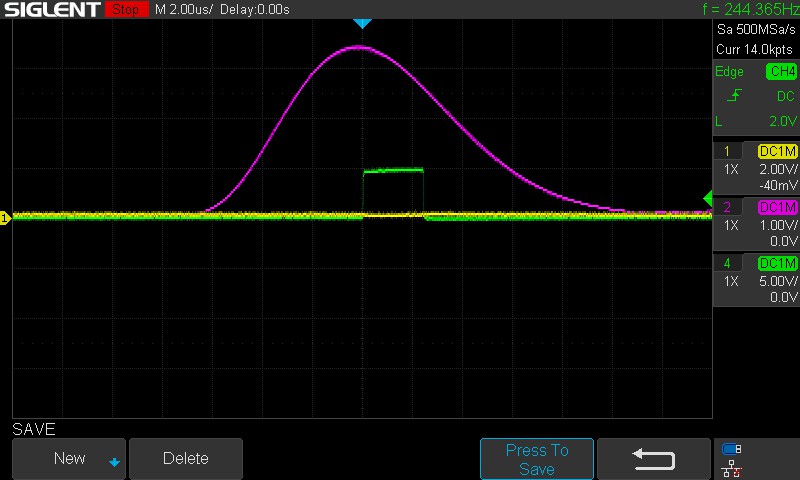 SIGLENT Stop M 2.00us/ Delay:0.00s f = 244.365Hz
Sa 500MSa/s
Curr 14.0kpts
Edge CH4
DC
L 2.0V
1 DC1M
1X 2.00V/
-40mV
2 DC1M
1X 1.00V/
0.0V
4 DC1M
1X 5.00V/
0.0V
1
SAVE
New Delete Press To
Save